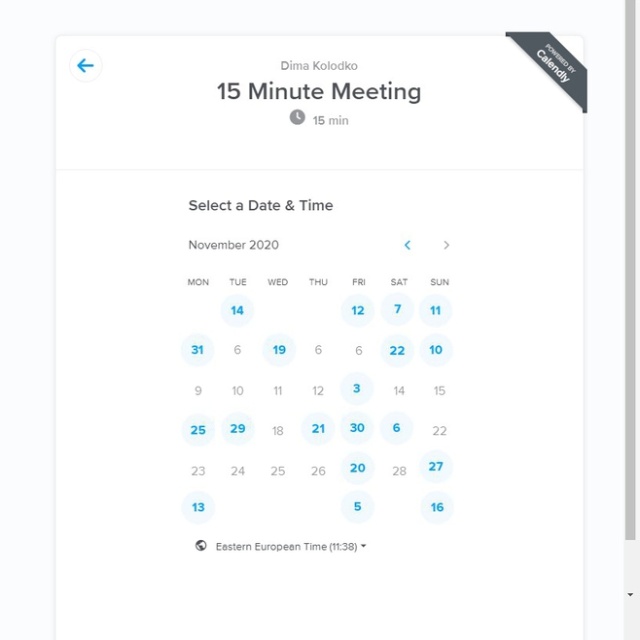 POWERED BY
Calendly
Dima Kolodko
15 Minute Meeting
15 min
Select a Date & Time
November 2020
MON TUE WED THU FRI SAT SUN
14 12 7 11
31 6 19 6 6 22 10
9 10 11 12 3 14 15
25 29 18 21 30 6 22
23 24 25 26 20 28 27
13 5 16
Eastern European Time (11:38)